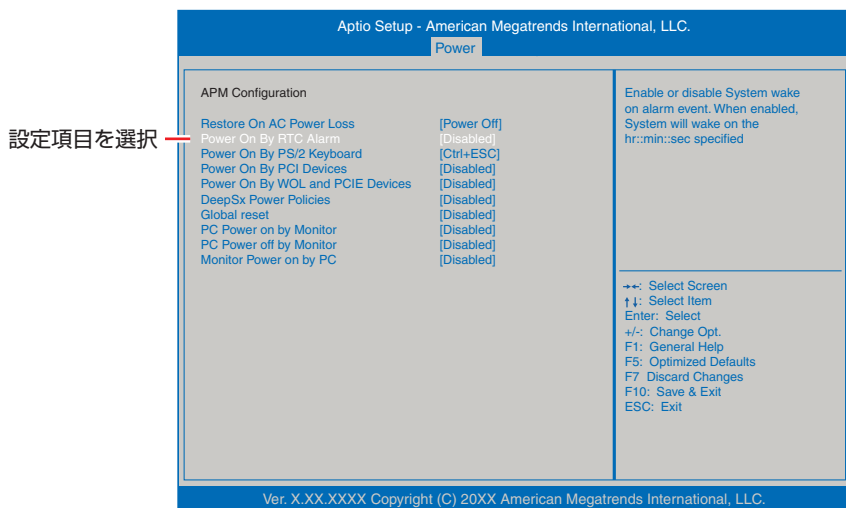 Aptio Setup - American Megatrends International, LLC.
Power
APM Configuration
Restore On AC Power Loss [Power Off]
設定項目を選択
Power On By RTC Alarm [Disabled]
Power On By PS/2 Keyboard [Ctrl+ESC]
Power On By PCI Devices [Disabled]
Power On By WOL and PCIE Devices [Disabled]
DeepSx Power Policies [Disabled]
Global reset [Disabled]
PC Power on by Monitor [Disabled]
PC Power off by Monitor [Disabled]
Monitor Power on by PC [Disabled]
Enable or disable System wake
on alarm event. When enabled,
System will wake on the
hr::min::sec specified
→←: Select Screen
↑↓: Select Item
Enter: Select
+/-: Change Opt.
F1: General Help
F5: Optimized Defaults
F7 Discard Changes
F10: Save & Exit
ESC: Exit
Ver. X.XX.XXXX Copyright (C) 20XX American Megatrends International, LLC.